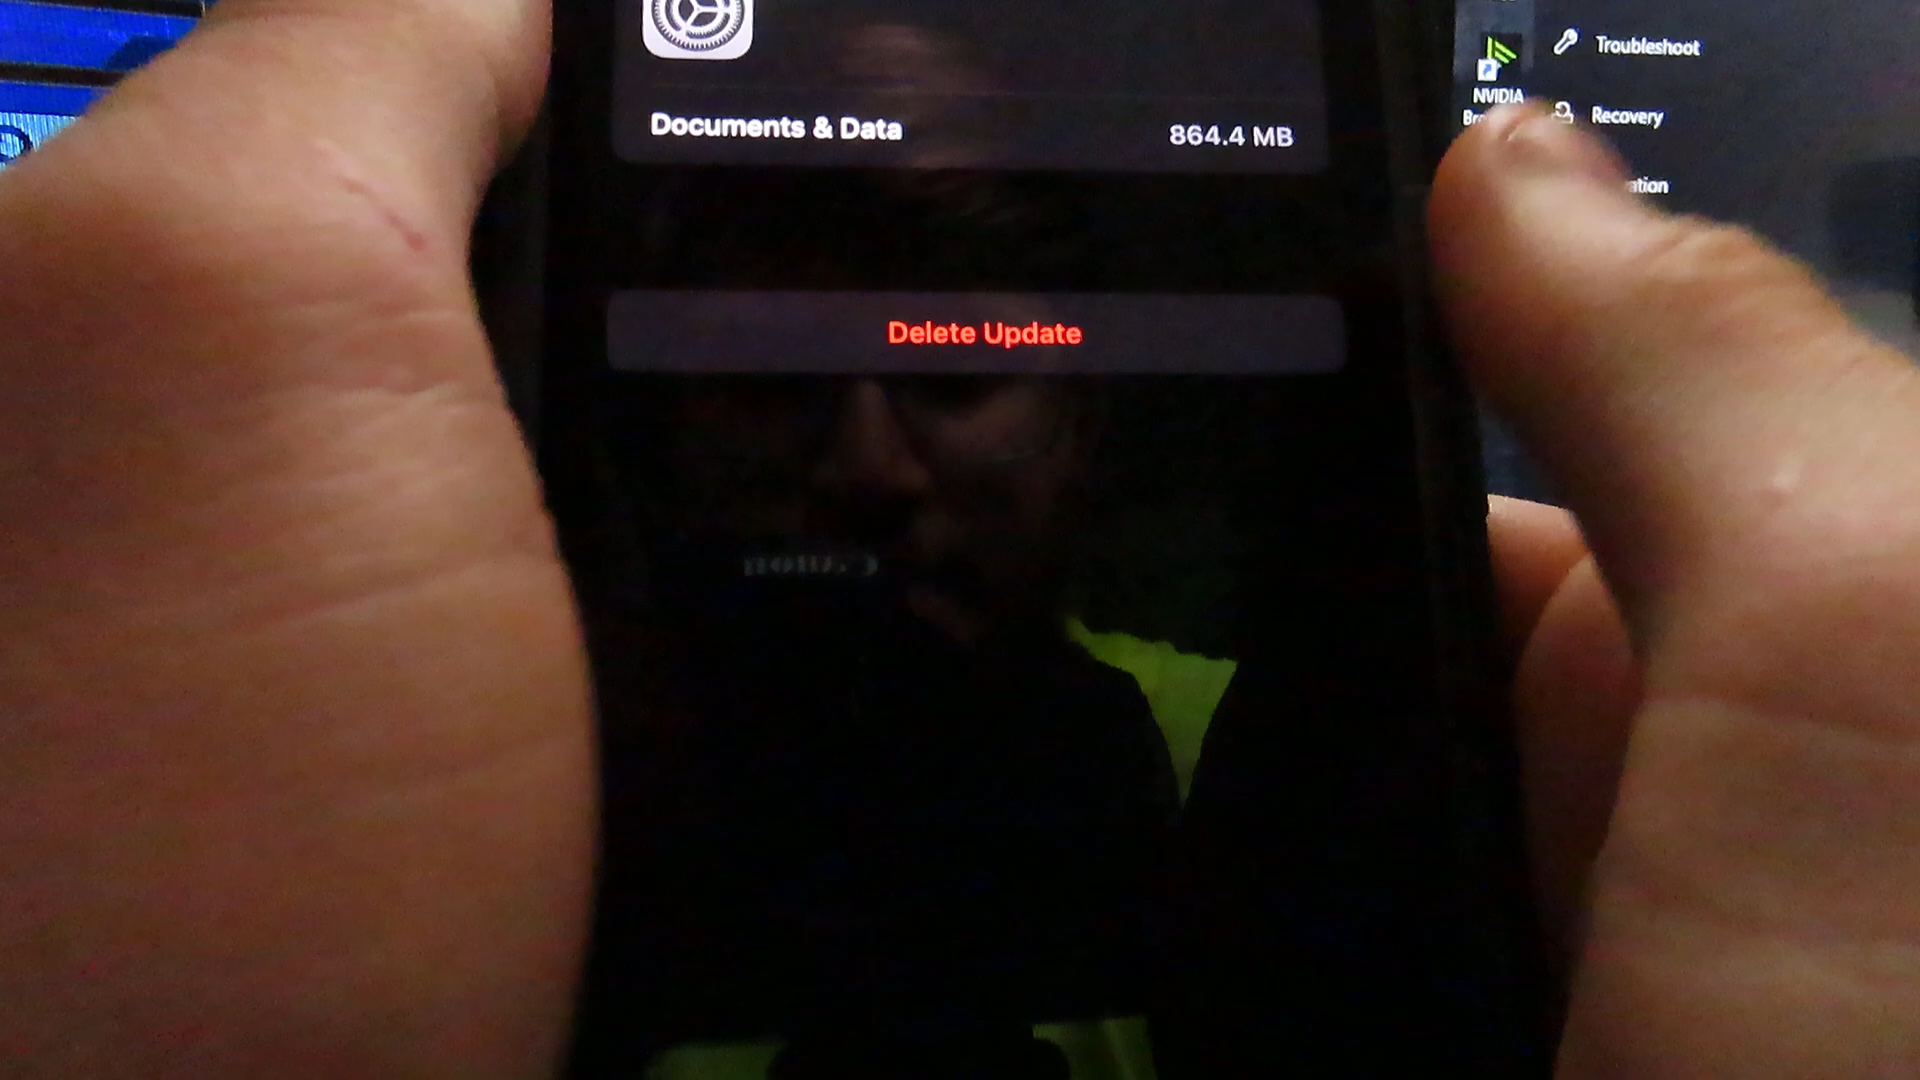 Troubleshoot
NVIDIA
Recovery
Documents & Data
864.4 MB
Delete Update